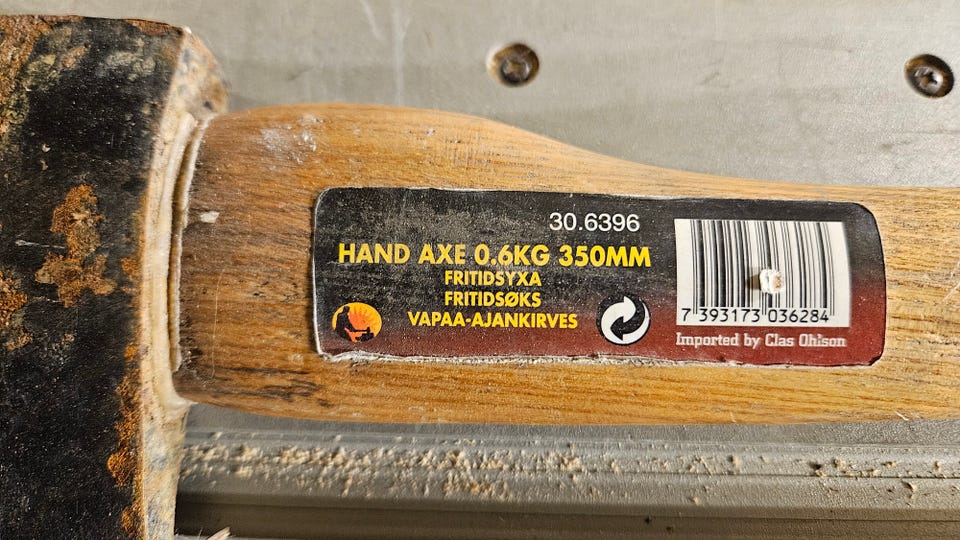 30.6396
HAND AXE 0.6KG 350MM
FRITIDSYXA
FRITIDSØKS
VAPAA-AJANKIRVES
7 393173 036284
Imported by Clas Ohlson